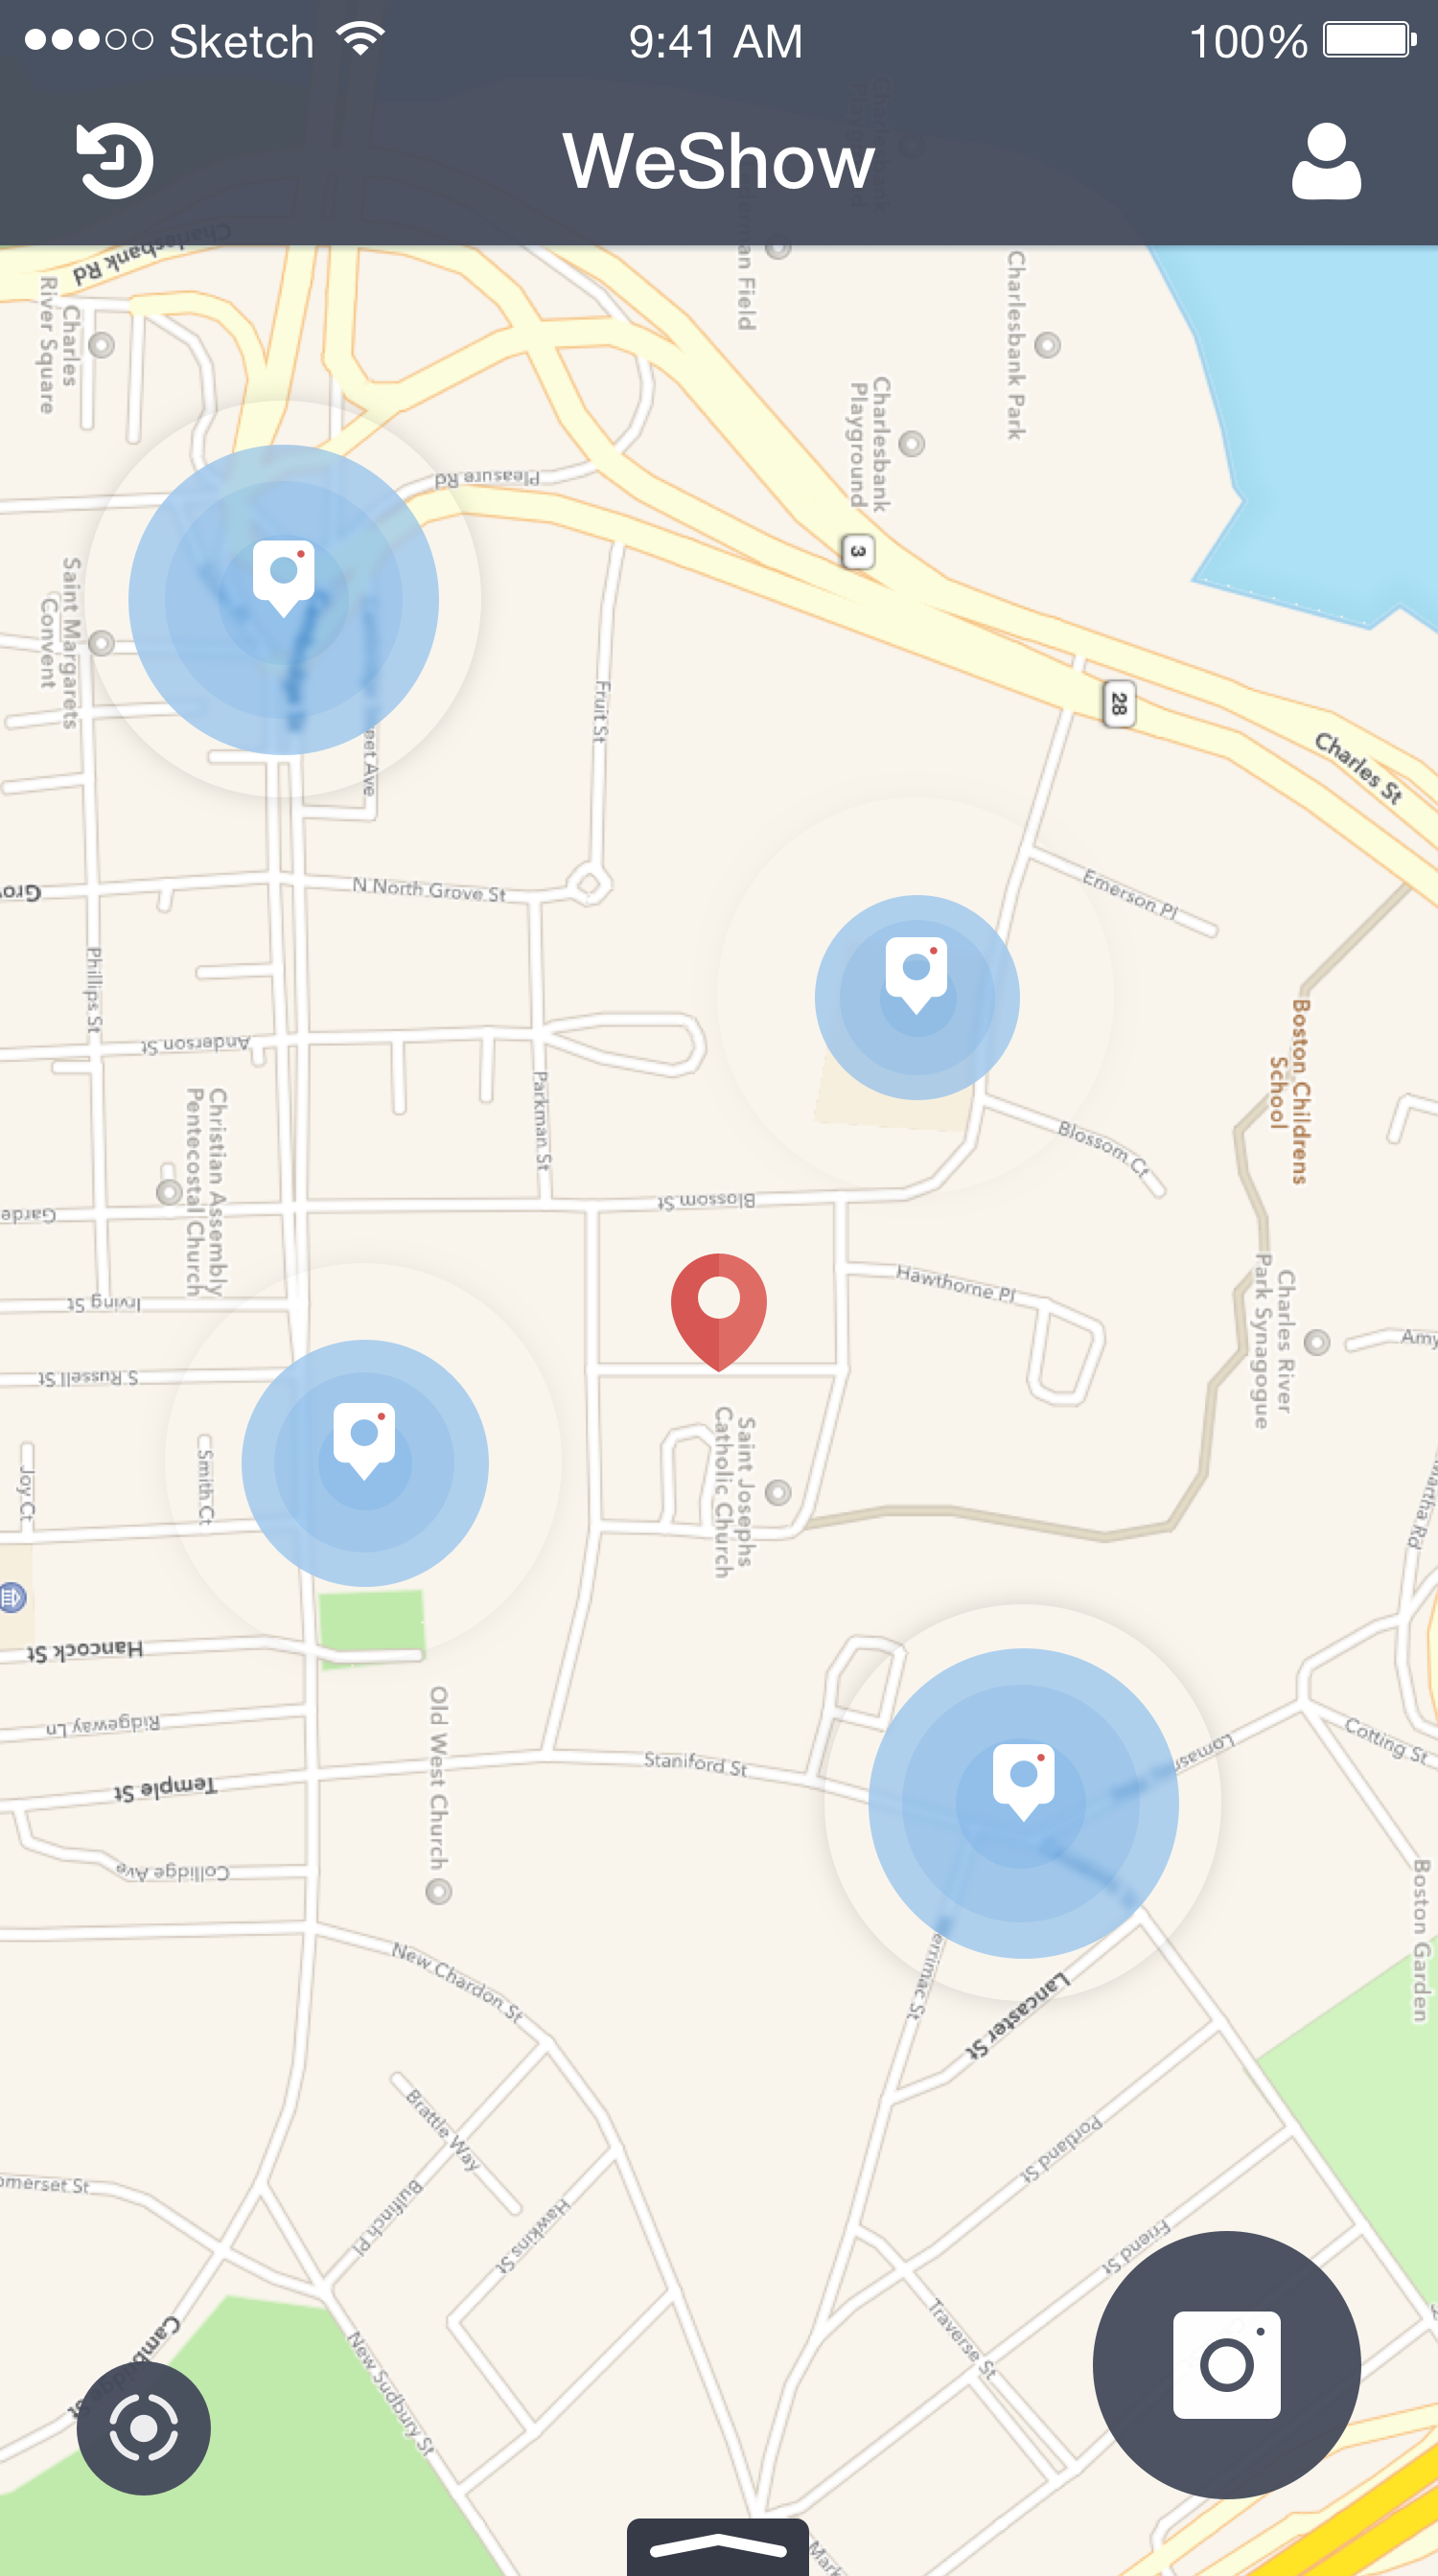 Sketch
9:41 AM
100%
WeShow
Charlesbank Rd
Charles
River Square
Charlesbank Park
Charlesbank
Playground
Pleasure Rd
3
28
Charles St
Saint Margarets
Convent
Fruit St
N North Grove St
Emerson Pl
Phillips St
Anderson St
Boston Childrens
School
Parkman St
Blossom Ct
Christian Assembly
Pentecostal Church
Blossom St
Hawthorne Pl
Irving St
S Russell St
Charles River
Park Synagogue
Saint Josephs
Catholic Church
Joy Ct
Smith Ct
Hancock St
Ridgeway Ln
Old West Church
Staniford St
Cotting St
Temple St
Collidge Ave
Boston Garden
New Chardon St
Lancaster St
Brattle Way
Bulfinch Pl
Hawkins St
Portland St
Friend St
Traverse St
New Sudbury St